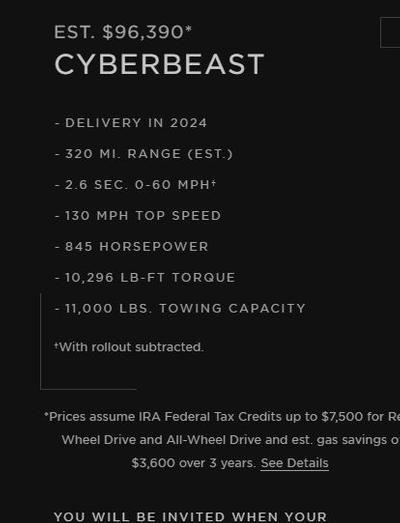 EST. $96,390*
CYBERBEAST
- DELIVERY IN 2024
- 320 MI. RANGE (EST.)
- 2.6 SEC. 0-60 MPH†
- 130 MPH TOP SPEED
- 845 HORSEPOWER
- 10,296 LB-FT TORQUE
- 11,000 LBS. TOWING CAPACITY
†With rollout subtracted.
*Prices assume IRA Federal Tax Credits up to $7,500 for
Wheel Drive and All-Wheel Drive and est. gas savings
$3,600 over 3 years. See Details
YOU WILL BE INVITED WHEN YOUR